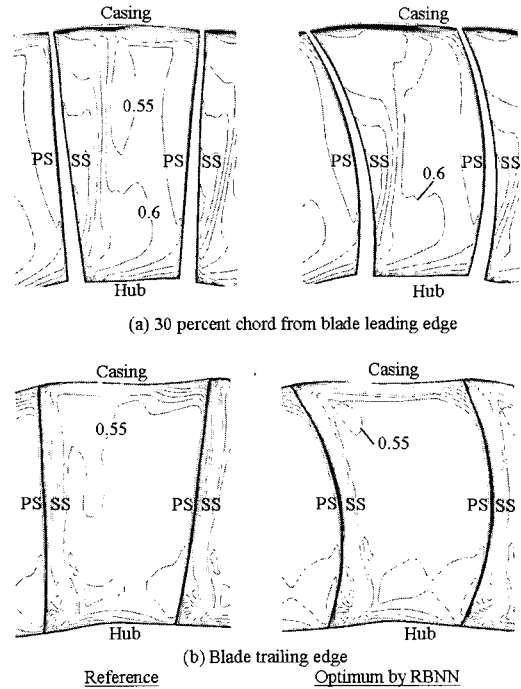 Casing
Casing
PS
SS
0.55
PS
SS
0.6
PS
SS
PS
SS
0.6
Hub
Hub
(a) 30 percent chord from blade leading edge
Casing
Casing
0.55
0.55
PS
SS
PS
SS
PS
SS
PS
SS
Hub
Hub
(b) Blade trailing edge
Reference
Optimum by RBNN